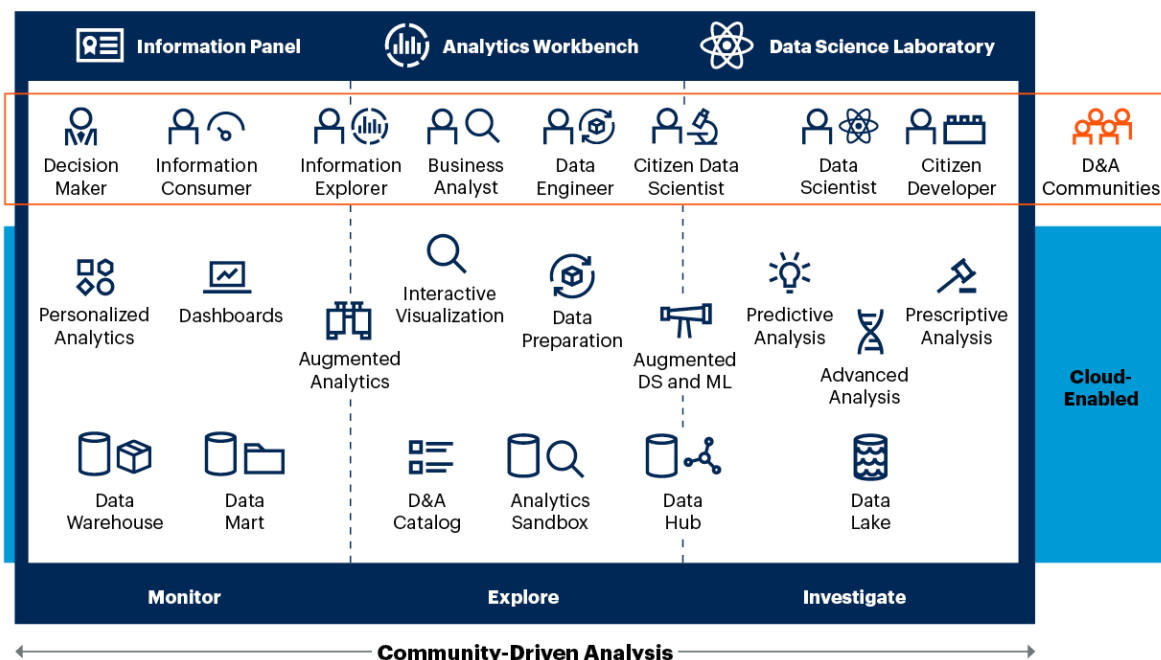 Information Panel
Analytics Workbench
Data Science Laboratory
Decision
Maker
Information
Consumer
Information
Explorer
Business
Analyst
Data
Engineer
Citizen Data
Scientist
Data
Scientist
Citizen
Developer
D&A
Communities
Personalized
Analytics
Dashboards
Augmented
Analytics
Interactive
Visualization
Data
Preparation
Augmented
DS and ML
Predictive
Analysis
Advanced
Analysis
Prescriptive
Analysis
Cloud-
Enabled
Data
Warehouse
Data
Mart
D&A
Catalog
Analytics
Sandbox
Data
Hub
Data
Lake
Monitor
Explore
Investigate
Community-Driven Analysis